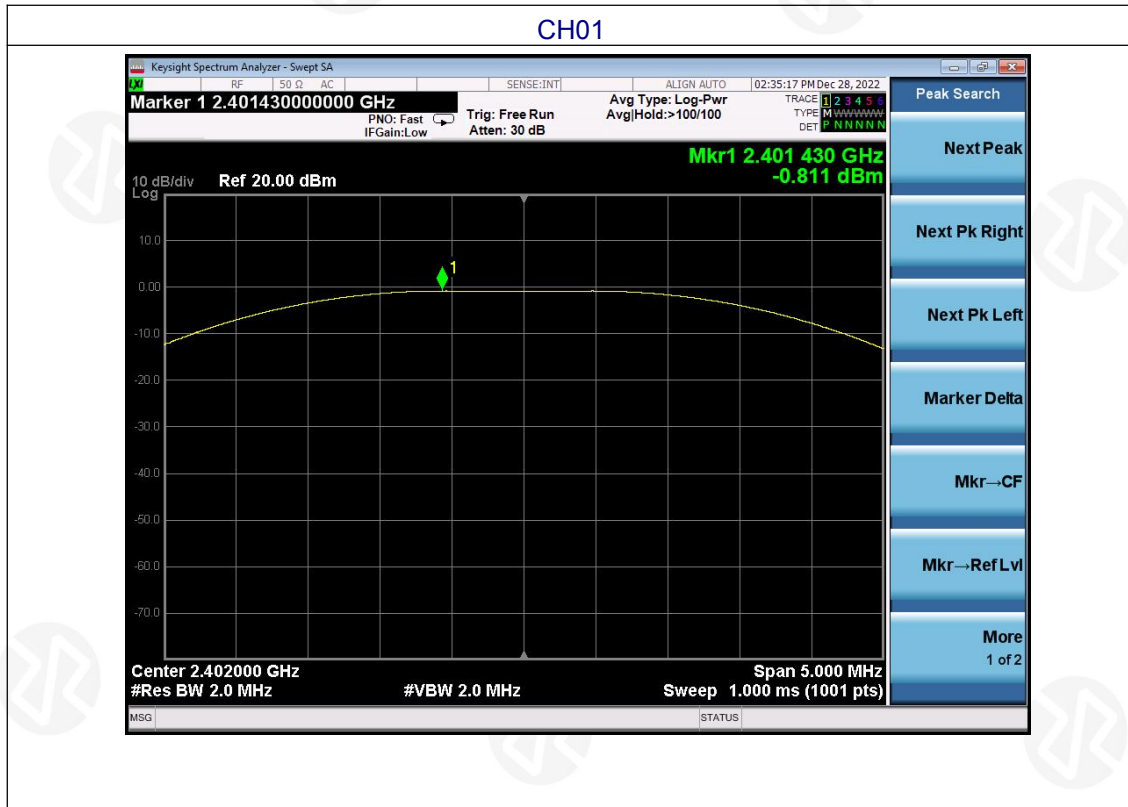 CH01
Keysight Spectrum Analyzer - Swept SA
LXI RF 50 Ω AC SENSE:INT ALIGN AUTO 02:35:17 PM Dec 28, 2022
Marker 1 2.401430000000 GHz
PNO: Fast
IFGain:Low
Trig: Free Run
Atten: 30 dB
Avg Type: Log-Pwr
Avg|Hold:>100/100
TRACE 1 2 3 4 5 6
TYPE M WWWWW
DET P N N N N N
Mkr1 2.401 430 GHz
-0.811 dBm
10 dB/div Ref 20.00 dBm
Log
10.0
1
0.00
-10.0
-20.0
-30.0
-40.0
-50.0
-60.0
-70.0
Center 2.402000 GHz Span 5.000 MHz
#Res BW 2.0 MHz #VBW 2.0 MHz Sweep 1.000 ms (1001 pts)
MSG STATUS
Peak Search
Next Peak
Next Pk Right
Next Pk Left
Marker Delta
Mkr→CF
Mkr→Ref Lvl
More
1 of 2